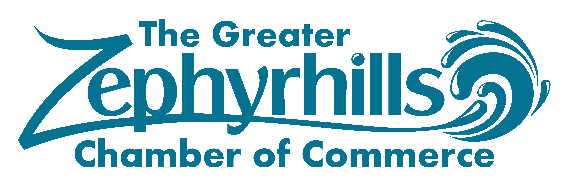 The Greater
Zephyrhills
Chamber of Commerce